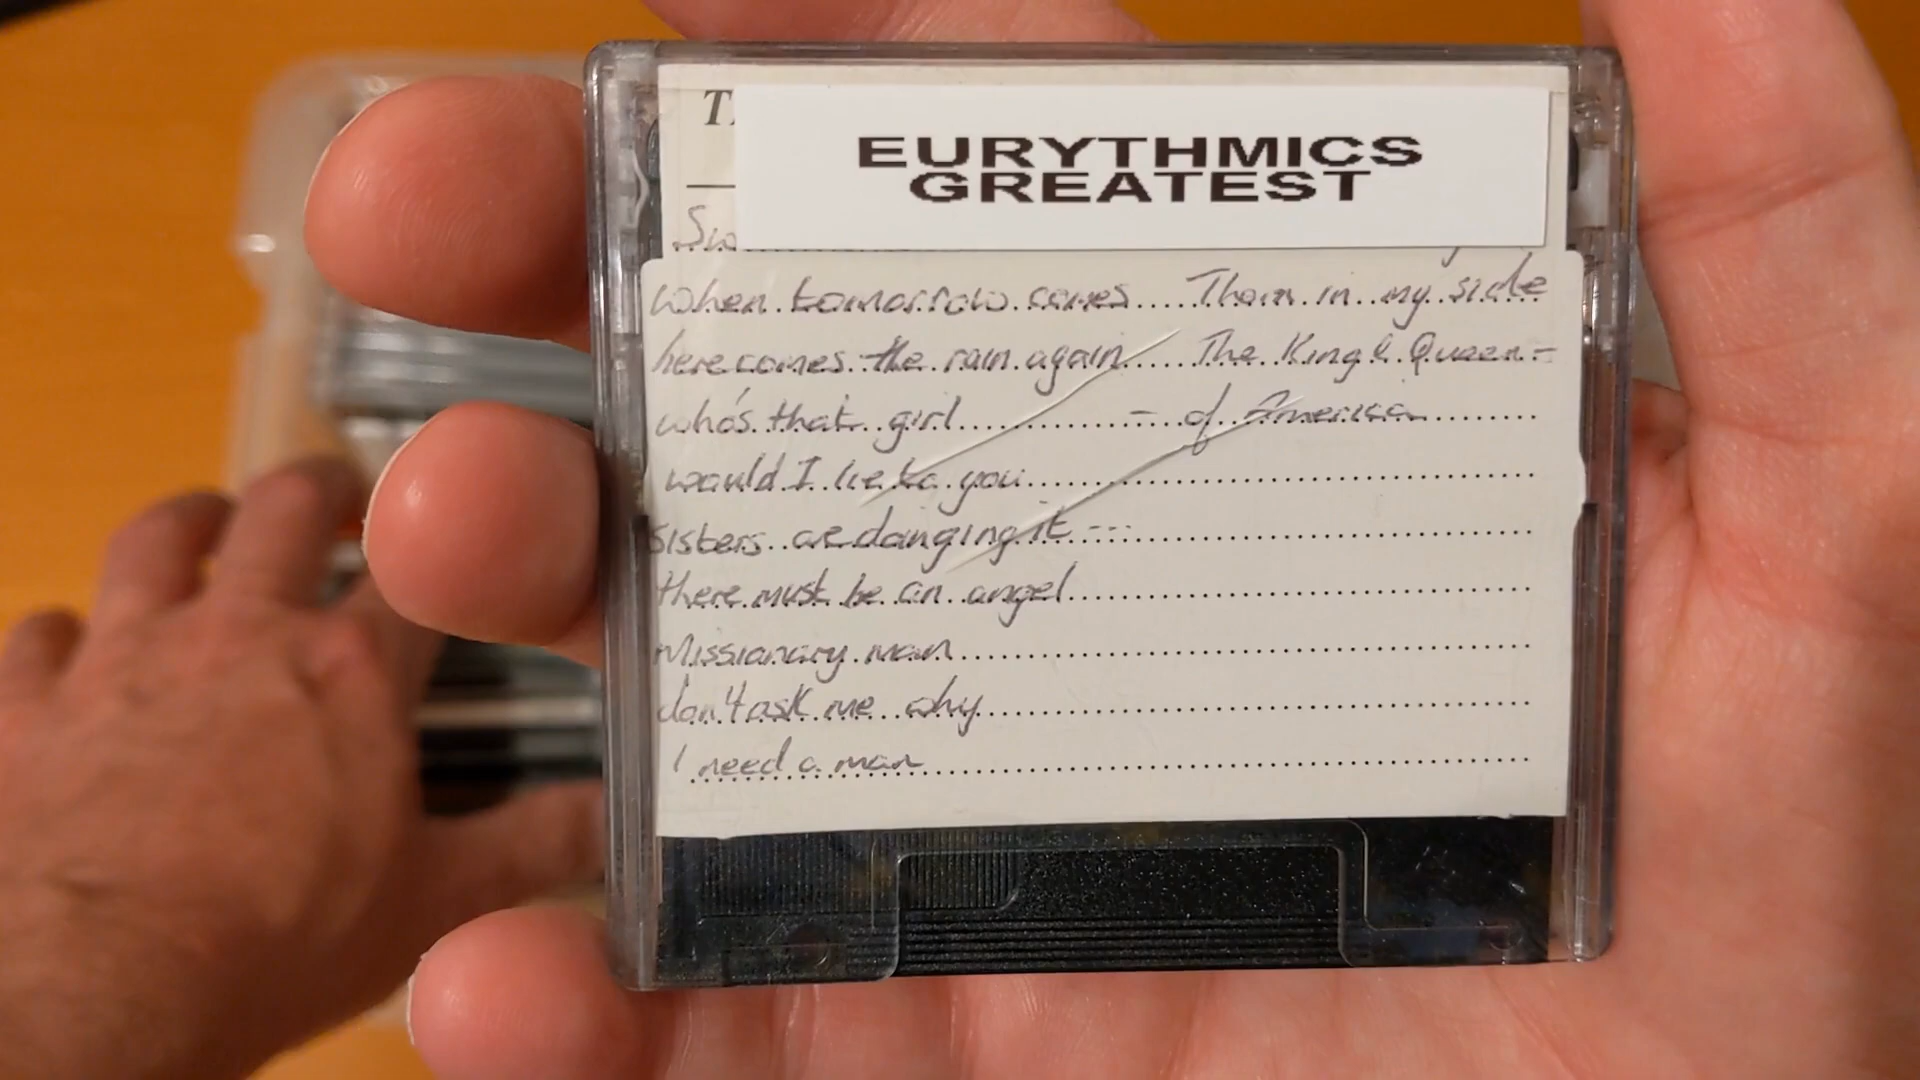 EURYTHMICS
GREATEST
when tomorrow comes Thorn in my side
here comes the rain again The King & Queen -
who's that girl - of America
would I lie to you
sisters are doinging it ---
there must be an angel
Missionary man
don't ask me why
I need a man